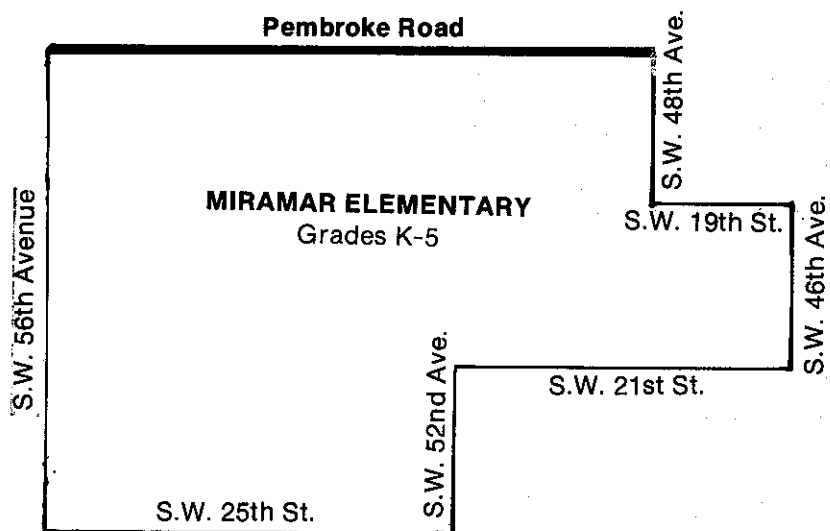 Pembroke Road
S.W. 48th Ave.
MIRAMAR ELEMENTARY
Grades K-5
S.W. 19th St.
S.W. 56th Avenue
S.W. 46th Ave.
S.W. 52nd Ave.
S.W. 21st St.
S.W. 25th St.